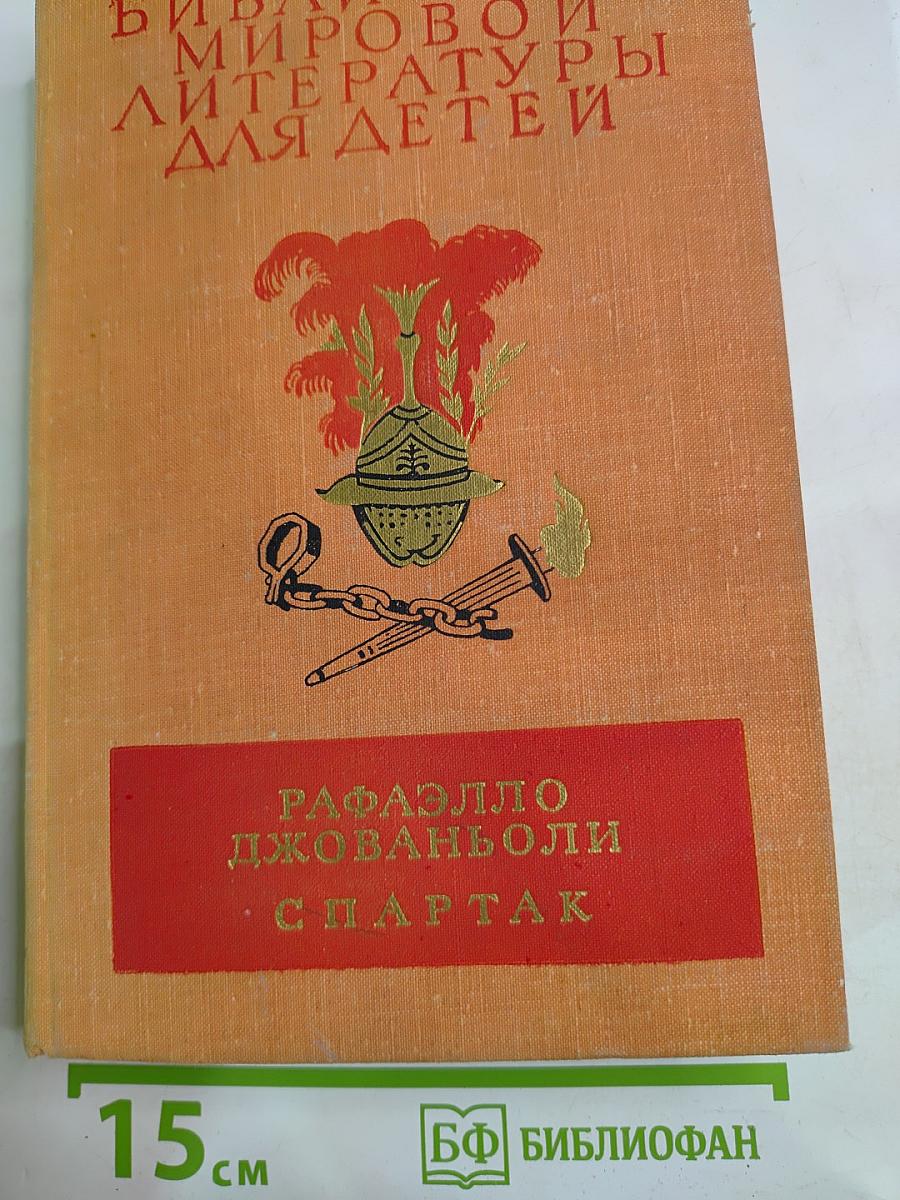 МИРОВОЙ
ЛИТЕРАТУРЫ
ДЛЯ ДЕТЕЙ
РАФАЭЛЛО
ДЖОВАНЬОЛИ
СПАРТАК
15 см
БФ БИБЛИОФАН